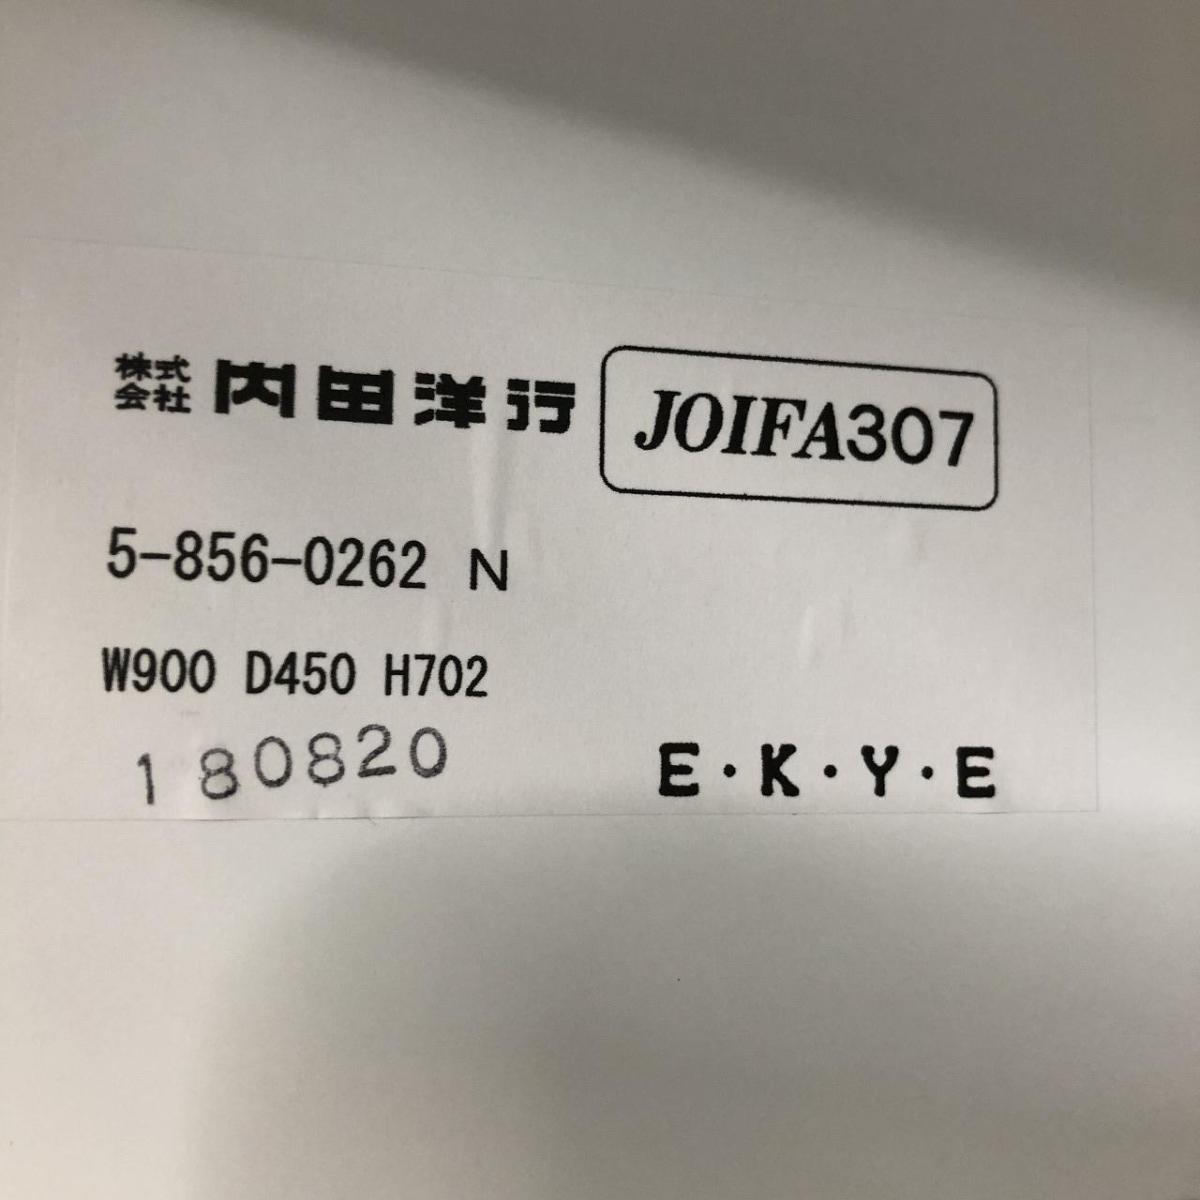 株式会社 内田洋行 JOIFA307
5-856-0262 N
W900 D450 H702
180820 E・K・Y・E